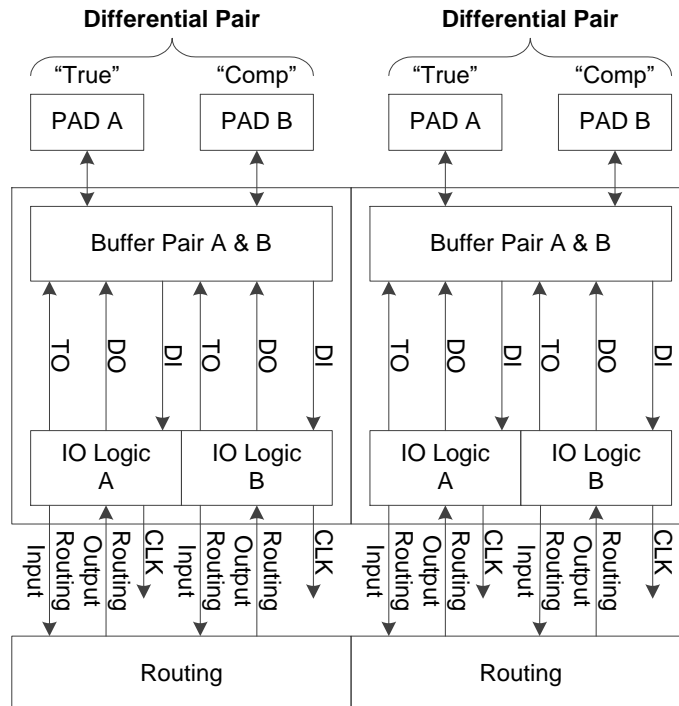 Differential Pair Differential Pair
“True” “Comp” “True” “Comp”
PAD A PAD B PAD A PAD B
Buffer Pair A & B Buffer Pair A & B
TO DO DI TO DO DI TO DO DI TO DO DI
IO Logic IO Logic IO Logic IO Logic
A B A B
Routing Input Routing Output CLK Routing Input Routing Output CLK Routing Input Routing Output CLK Routing Input Routing Output CLK
Routing Routing